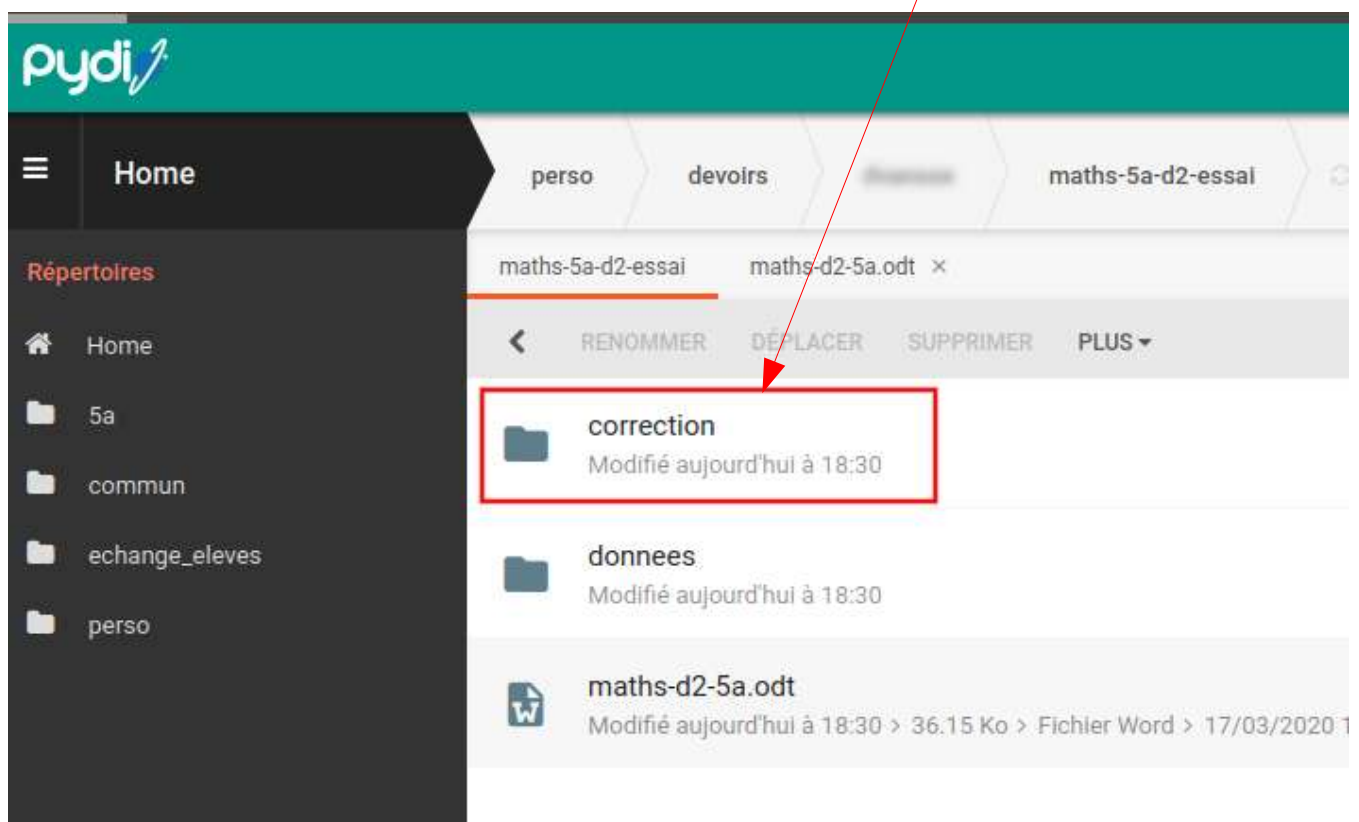 pydi
Home
perso devoirs maths-5a-d2-essai
Répertoires
maths-5a-d2-essai maths-d2-5a.odt ×
Home
RENOMMER DÉPLACER SUPPRIMER PLUS
5a
correction
Modifié aujourd'hui à 18:30
commun
echange_eleves
donnees
Modifié aujourd'hui à 18:30
perso
maths-d2-5a.odt
Modifié aujourd'hui à 18:30 > 36.15 Ko > Fichier Word > 17/03/2020 1